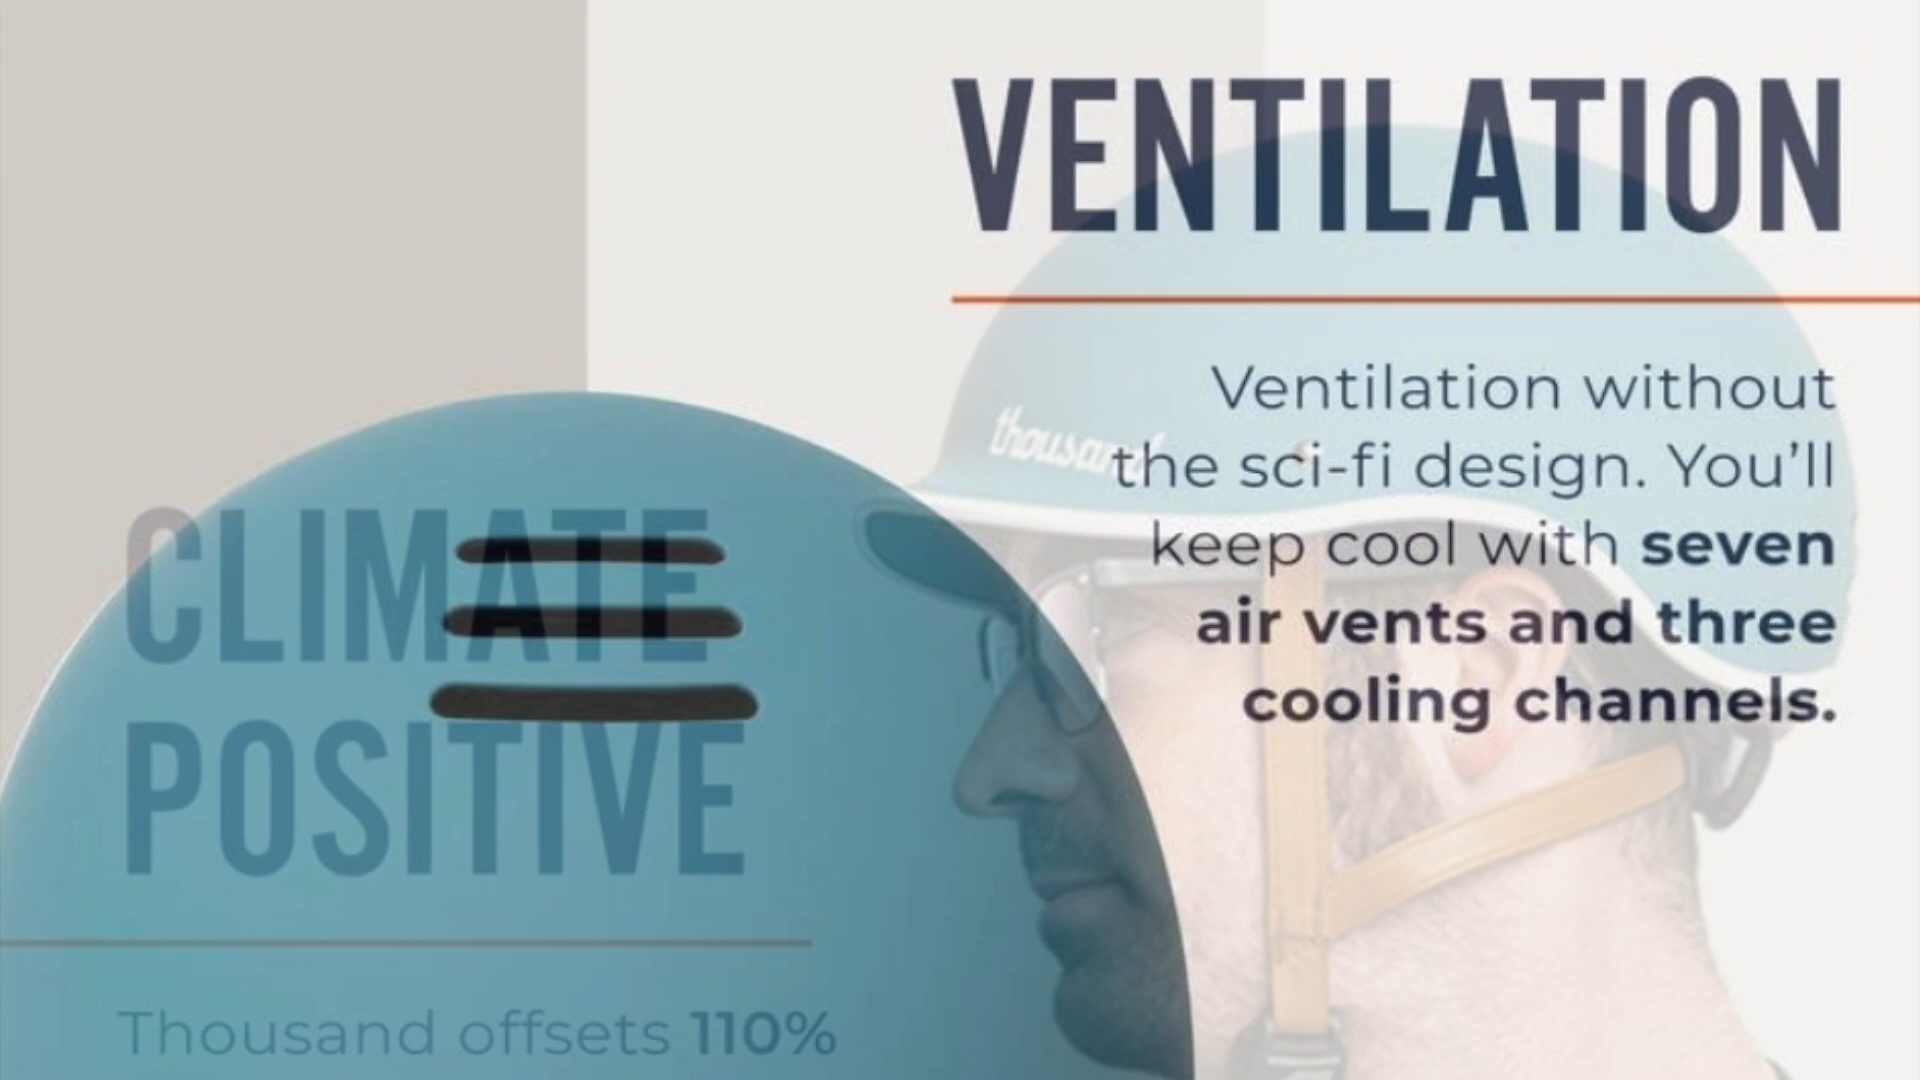 VENTILATION
Ventilation without
the sci-fi design. You’ll
keep cool with seven
air vents and three
cooling channels.
thousand
CLIMATE
POSITIVE
Thousand offsets 110%